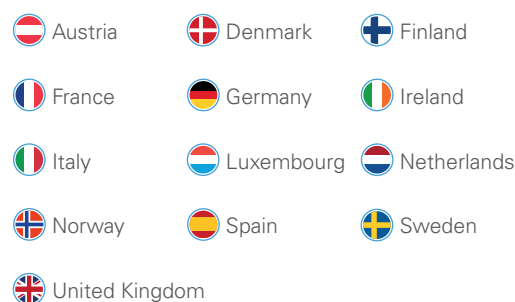 Austria Denmark Finland
France Germany Ireland
Italy Luxembourg Netherlands
Norway Spain Sweden
United Kingdom